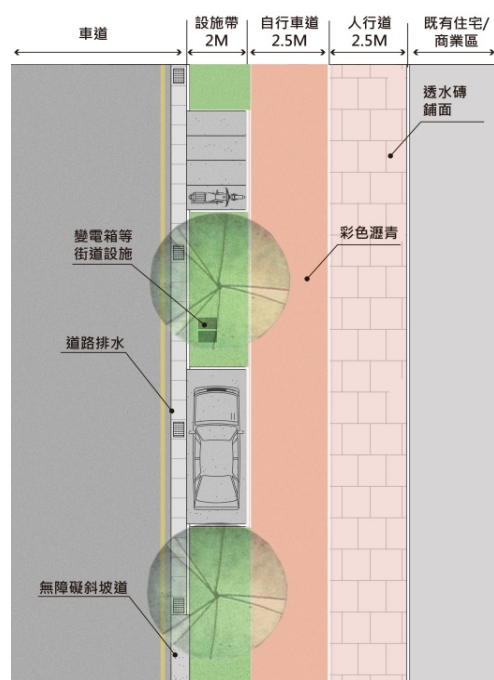 車道
設施帶
2M
自行車道
2.5M
人行道
2.5M
既有住宅/
商業區
透水磚
鋪面
變電箱等
街道設施
彩色瀝青
道路排水
無障礙斜坡道